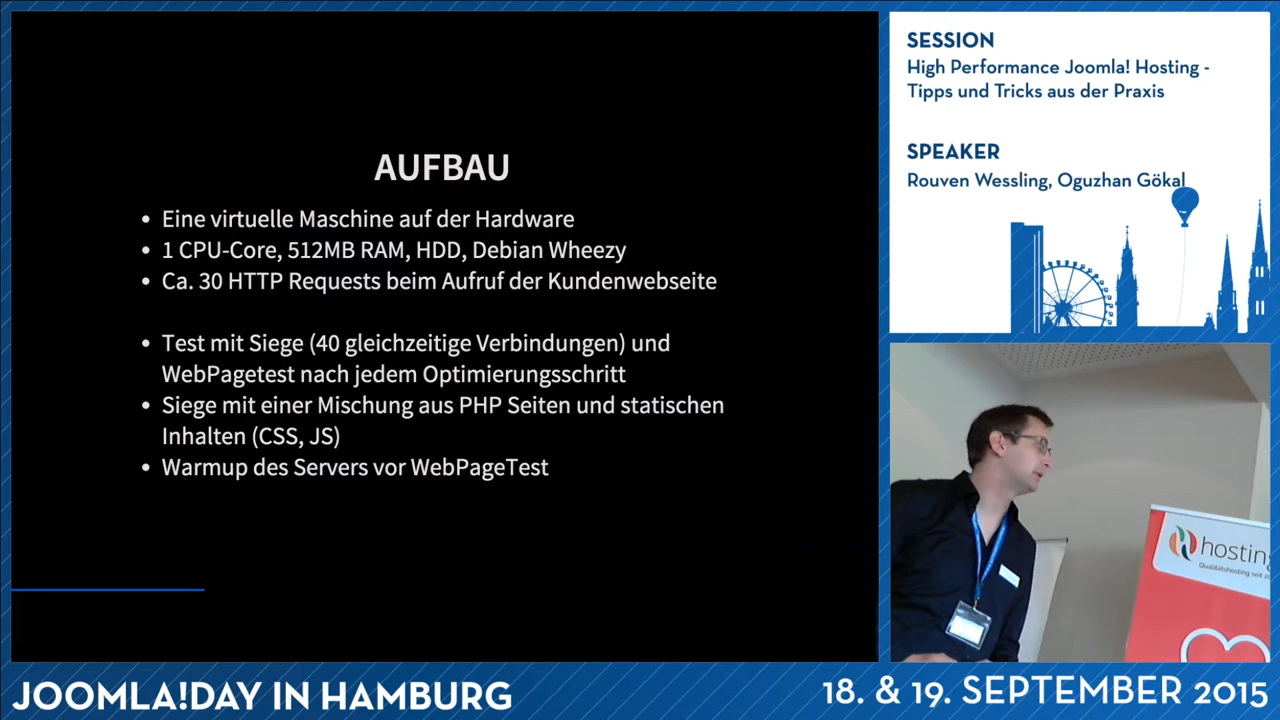 AUFBAU
• Eine virtuelle Maschine auf der Hardware
• 1 CPU-Core, 512MB RAM, HDD, Debian Wheezy
• Ca. 30 HTTP Requests beim Aufruf der Kundenwebseite
• Test mit Siege (40 gleichzeitige Verbindungen) und
WebPagetest nach jedem Optimierungsschritt
• Siege mit einer Mischung aus PHP Seiten und statischen
Inhalten (CSS, JS)
• Warmup des Servers vor WebPageTest
SESSION
High Performance Joomla! Hosting -
Tipps und Tricks aus der Praxis
SPEAKER
Rouven Wessling, Oguzhan Gökal
hosting
Qualitätshosting seit 20
JOOMLA!DAY IN HAMBURG
18. & 19. SEPTEMBER 2015